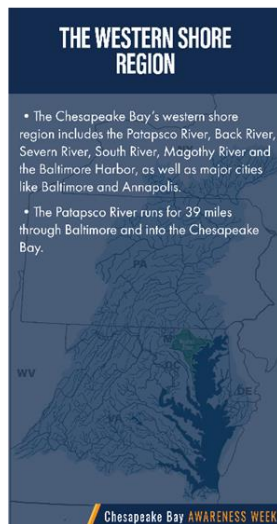 THE WESTERN SHORE
REGION
• The Chesapeake Bay's western shore
region includes the Patapsco River, Back River,
Severn River, South River, Magothy River and
the Baltimore Harbor, as well as major cities
like Baltimore and Annapolis.
• The Patapsco River runs for 39 miles
through Baltimore and into the Chesapeake
Bay.
PA
WV
DE
VA
Chesapeake Bay AWARENESS WEEK